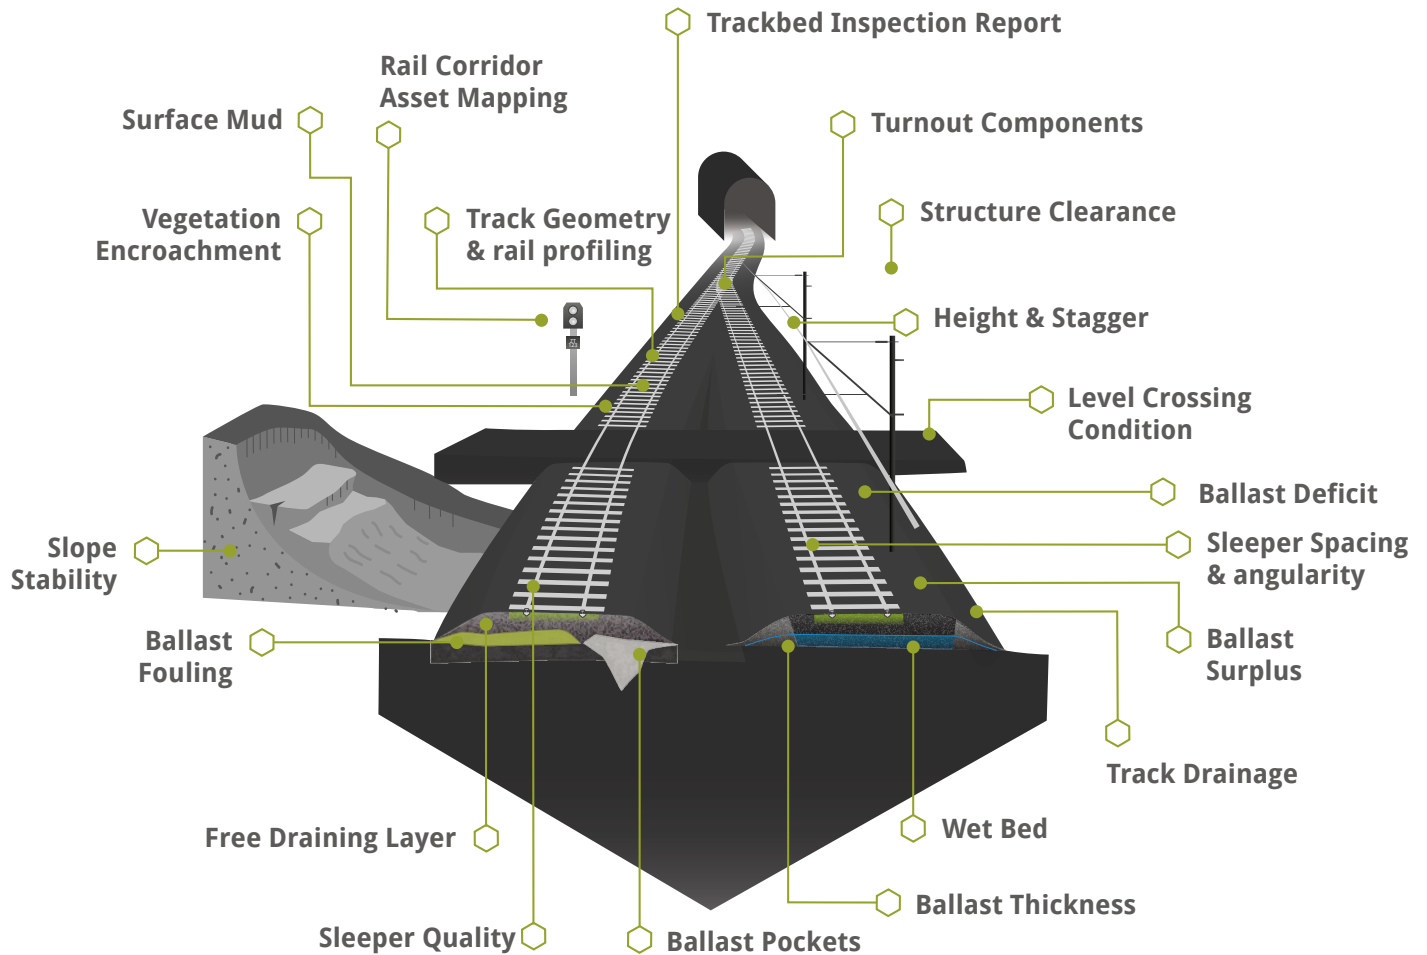 Trackbed Inspection Report
Rail Corridor
Asset Mapping
Surface Mud
Turnout Components
Vegetation
Encroachment
Track Geometry
& rail profiling
Structure Clearance
Height & Stagger
Level Crossing
Condition
Ballast Deficit
Slope
Stability
Sleeper Spacing
& angularity
Ballast
Fouling
Ballast
Surplus
Track Drainage
Free Draining Layer
Wet Bed
Ballast Thickness
Sleeper Quality
Ballast Pockets